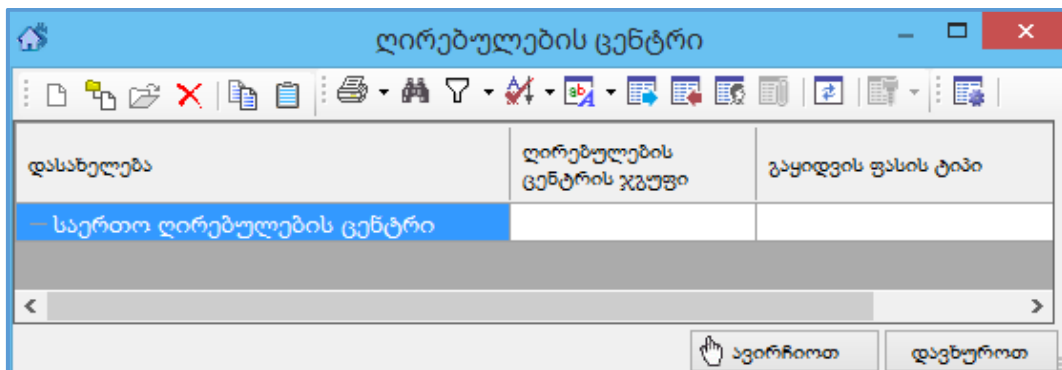 ღირებულების ცენტრი
დასახელება
ღირებულების
ცენტრის ჯგუფი
გაყიდვის ფასის ტიპი
საერთო ღირებულების ცენტრი
ავირჩიოთ
დავხუროთ